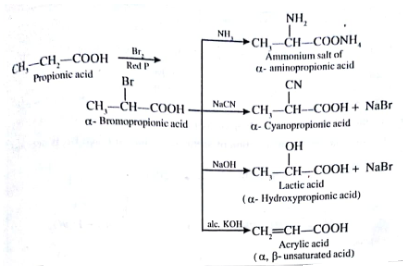 CH₃–CH₂–COOH Br₂ Red P
Propionic acid
Br
CH₃–CH–COOH
α- Bromopropionic acid
NH₃
NH₂
CH₃–CH–COONH₄
Ammonium salt of
α- aminopropionic acid
NaCN
CN
CH₃–CH–COOH + NaBr
α- Cyanopropionic acid
NaOH
OH
CH₃–CH–COOH + NaBr
Lactic acid
(α- Hydroxypropionic acid)
alc. KOH
CH₂=CH–COOH
Acrylic acid
(α, β- unsaturated acid)